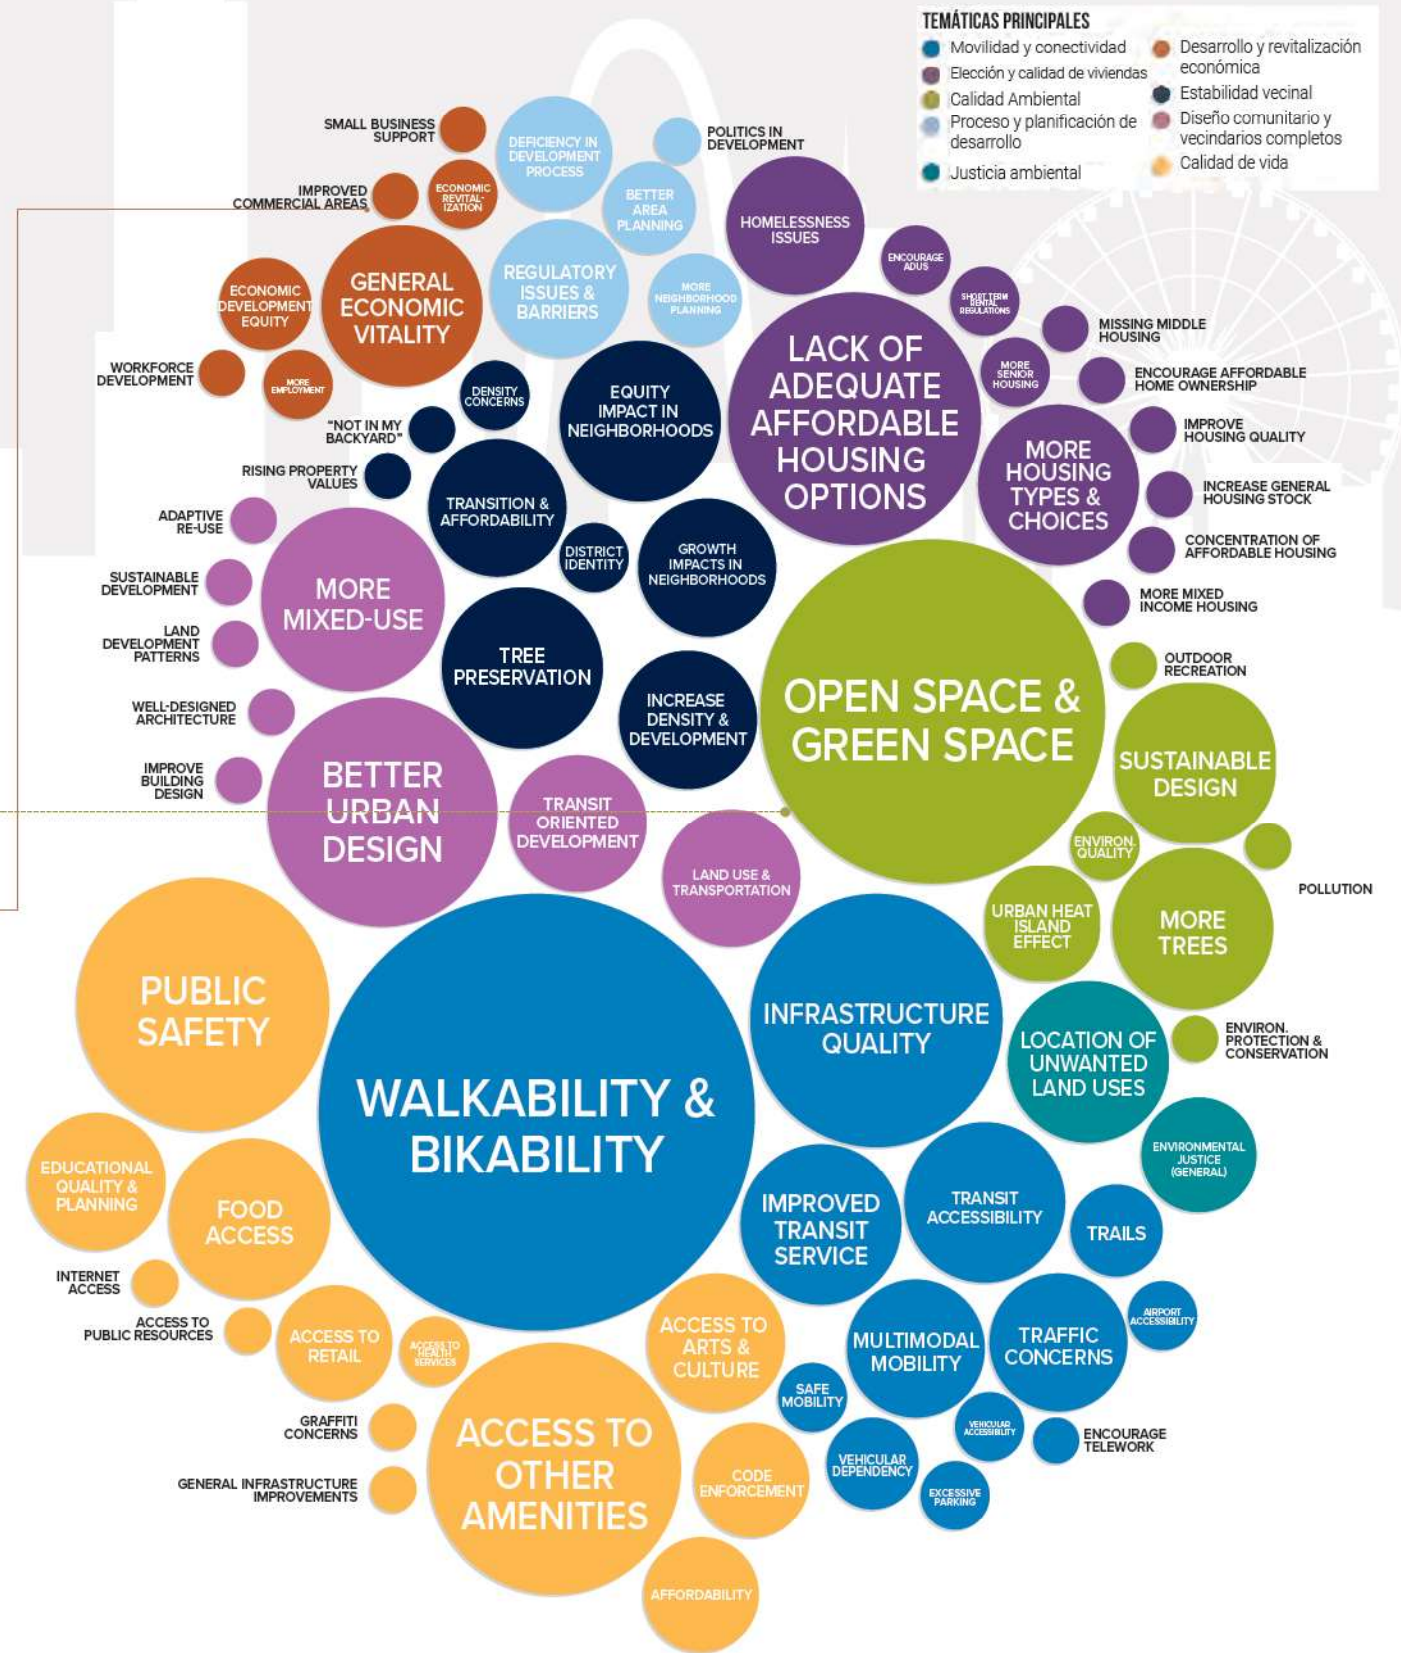 TEMÁTICAS PRINCIPALES
Movilidad y conectividad
Elección y calidad de viviendas
Calidad Ambiental
Proceso y planificación de
desarrollo
Justicia ambiental
Desarrollo y revitalización
económica
Estabilidad vecinal
Diseño comunitario y
vecindarios completos
Calidad de vida
SMALL BUSINESS
SUPPORT
IMPROVED
COMMERCIAL AREAS
ECONOMIC
REVITAL-
IZATION
GENERAL
ECONOMIC
VITALITY
ECONOMIC
DEVELOPMENT
EQUITY
WORKFORCE
DEVELOPMENT
MORE
EMPLOYMENT
DEFICIENCY IN
DEVELOPMENT
PROCESS
POLITICS IN
DEVELOPMENT
BETTER
AREA
PLANNING
REGULATORY
ISSUES &
BARRIERS
MORE
NEIGHBORHOOD
PLANNING
HOMELESSNESS
ISSUES
ENCOURAGE
ADUS
SHORT TERM
RENTAL
REGULATIONS
LACK OF
ADEQUATE
AFFORDABLE
HOUSING
OPTIONS
MORE
SENIOR
HOUSING
MISSING MIDDLE
HOUSING
ENCOURAGE AFFORDABLE
HOME OWNERSHIP
IMPROVE
HOUSING QUALITY
MORE
HOUSING
TYPES &
CHOICES
INCREASE GENERAL
HOUSING STOCK
CONCENTRATION OF
AFFORDABLE HOUSING
MORE MIXED
INCOME HOUSING
DENSITY
CONCERNS
"NOT IN MY
BACKYARD"
RISING PROPERTY
VALUES
EQUITY
IMPACT IN
NEIGHBORHOODS
TRANSITION &
AFFORDABILITY
DISTRICT
IDENTITY
GROWTH
IMPACTS IN
NEIGHBORHOODS
TREE
PRESERVATION
INCREASE
DENSITY &
DEVELOPMENT
ADAPTIVE
RE-USE
SUSTAINABLE
DEVELOPMENT
MORE
MIXED-USE
LAND
DEVELOPMENT
PATTERNS
WELL-DESIGNED
ARCHITECTURE
IMPROVE
BUILDING
DESIGN
BETTER
URBAN
DESIGN
TRANSIT
ORIENTED
DEVELOPMENT
LAND USE &
TRANSPORTATION
OPEN SPACE &
GREEN SPACE
OUTDOOR
RECREATION
SUSTAINABLE
DESIGN
ENVIRON.
QUALITY
POLLUTION
URBAN HEAT
ISLAND
EFFECT
MORE
TREES
ENVIRON.
PROTECTION &
CONSERVATION
LOCATION OF
UNWANTED
LAND USES
ENVIRONMENTAL
JUSTICE
(GENERAL)
PUBLIC
SAFETY
WALKABILITY &
BIKABILITY
INFRASTRUCTURE
QUALITY
IMPROVED
TRANSIT
SERVICE
TRANSIT
ACCESSIBILITY
TRAILS
AIRPORT
ACCESSIBILITY
MULTIMODAL
MOBILITY
TRAFFIC
CONCERNS
SAFE
MOBILITY
VEHICULAR
ACCESSIBILITY
ENCOURAGE
TELEWORK
VEHICULAR
DEPENDENCY
EXCESSIVE
PARKING
EDUCATIONAL
QUALITY &
PLANNING
FOOD
ACCESS
INTERNET
ACCESS
ACCESS TO
PUBLIC RESOURCES
ACCESS TO
RETAIL
ACCESS TO
HEALTH
SERVICES
ACCESS TO
ARTS &
CULTURE
GRAFFITI
CONCERNS
GENERAL INFRASTRUCTURE
IMPROVEMENTS
ACCESS TO
OTHER
AMENITIES
CODE
ENFORCEMENT
AFFORDABILITY